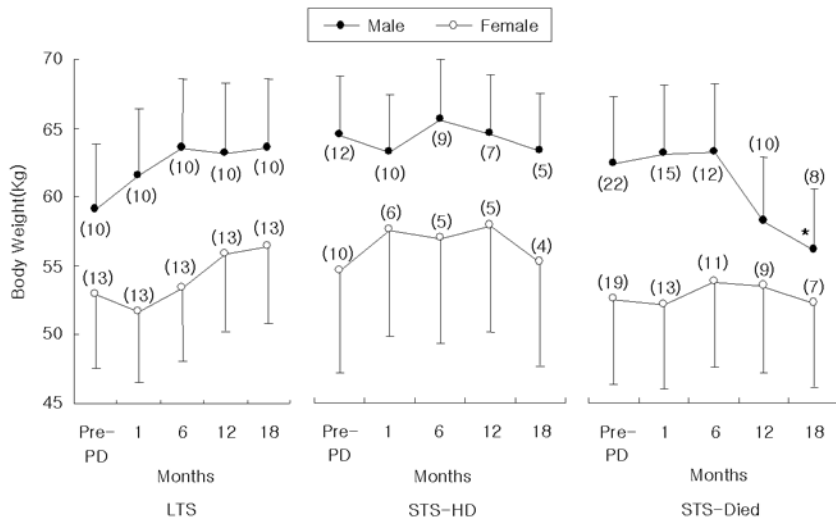 Male Female
70
65
60
55
50
45
Body Weight(Kg)
(10) (10) (10) (10) (10)
(13) (13) (13) (13) (13)
(12) (10) (9) (7) (5)
(10) (6) (5) (5) (4)
(22) (15) (12) (10) (8)
*
(19) (13) (11) (9) (7)
Pre-PD 1 6 12 18
Pre-PD 1 6 12 18
Pre-PD 1 6 12 18
Months Months Months
LTS STS-HD STS-Died